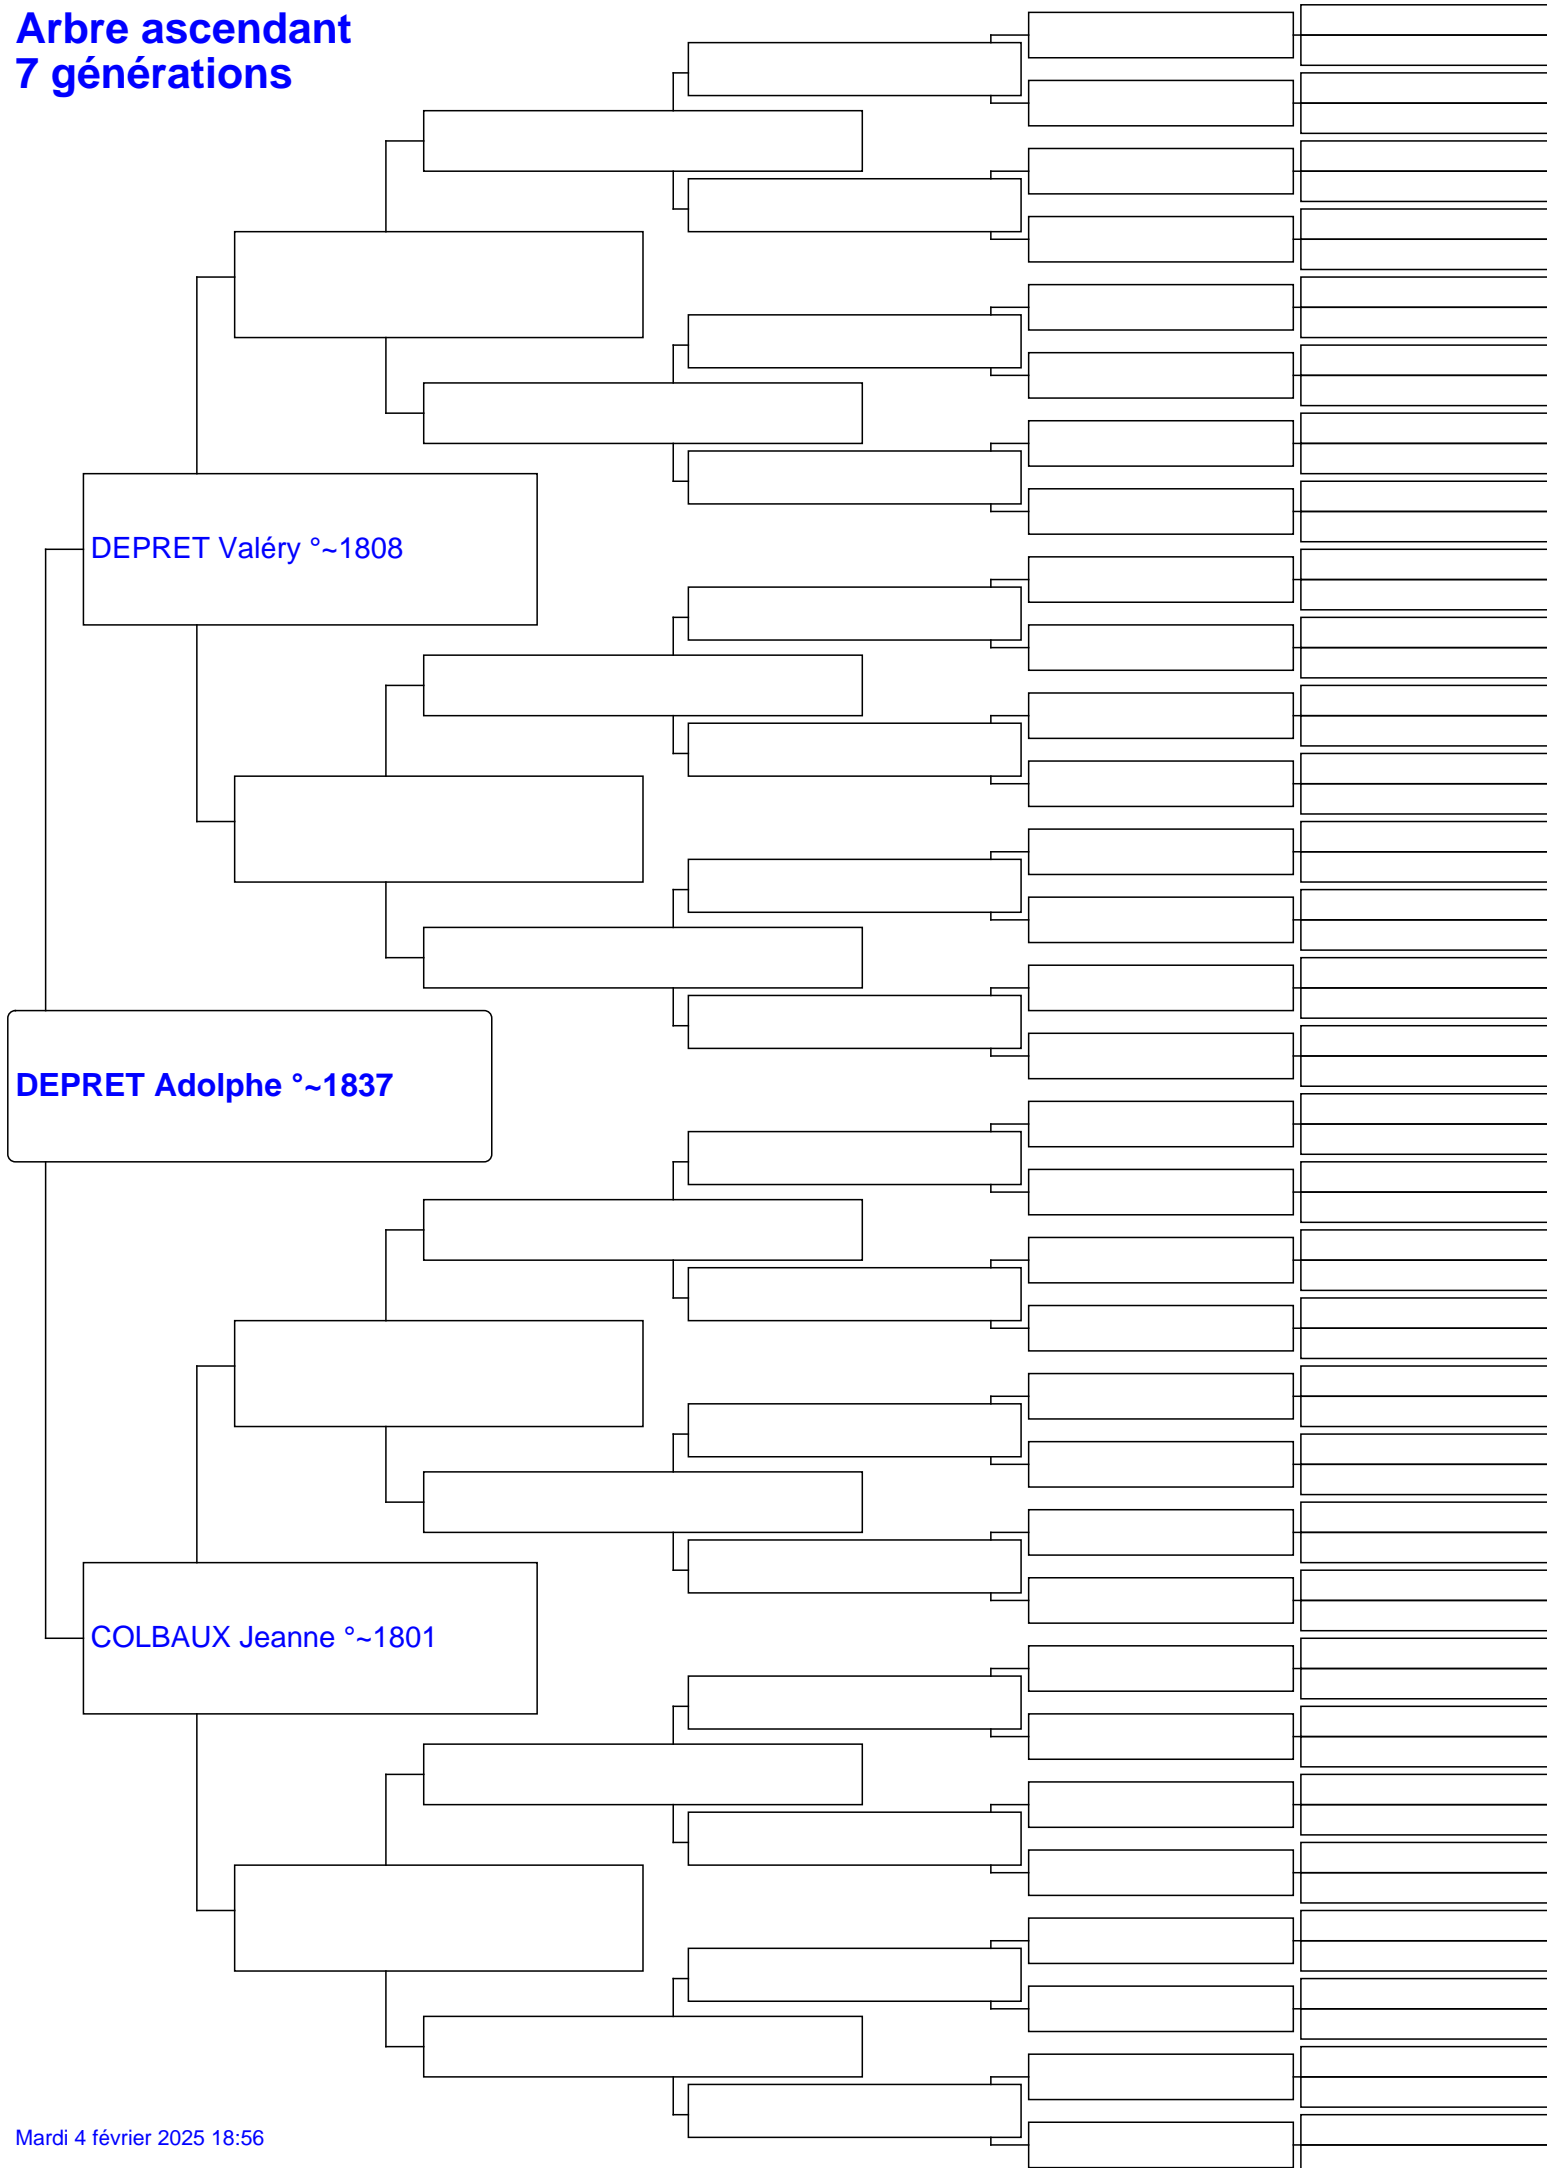 Arbre ascendant
7 générations
DEPRET Valéry °~1808
DEPRET Adolphe °~1837
COLBAUX Jeanne °~1801
Mardi 4 février 2025 18:56